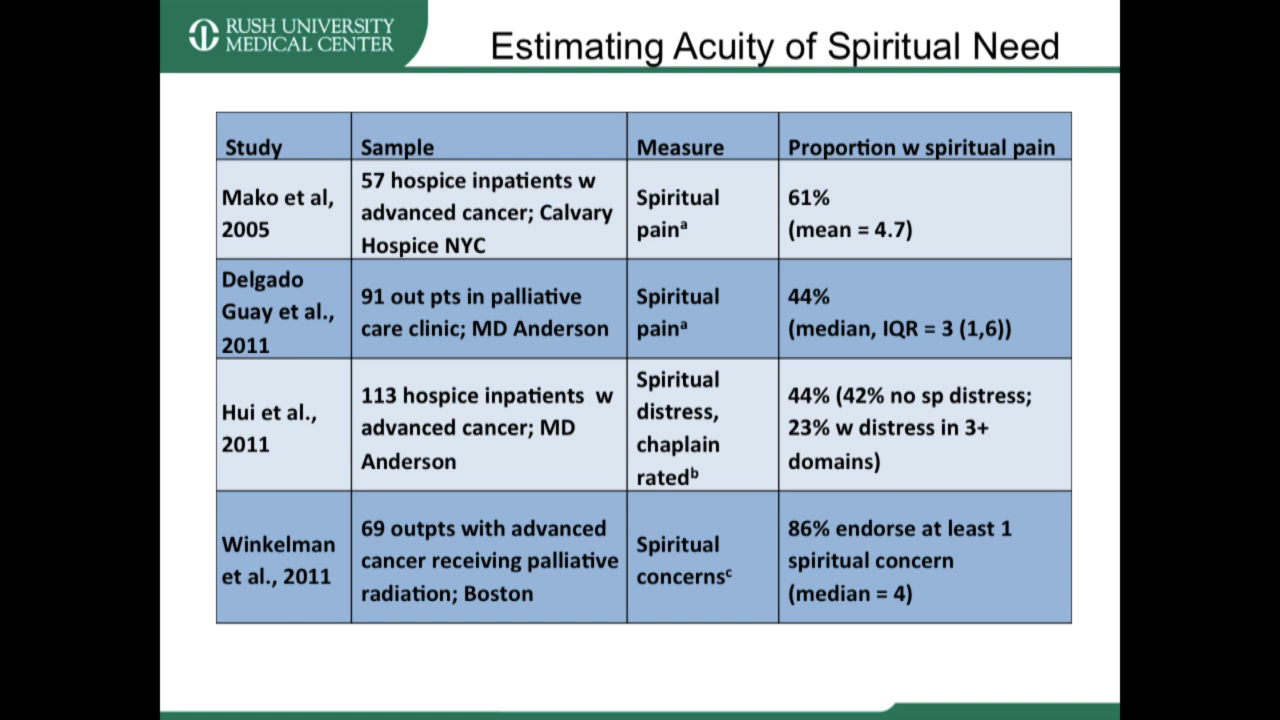 RUSH UNIVERSITY
MEDICAL CENTER
Estimating Acuity of Spiritual Need
Study
Sample
Measure
Proportion w spiritual pain
Mako et al,
2005
57 hospice inpatients w
advanced cancer; Calvary
Hospice NYC
Spiritual
painᵃ
61%
(mean = 4.7)
Delgado
Guay et al.,
2011
91 out pts in palliative
care clinic; MD Anderson
Spiritual
painᵃ
44%
(median, IQR = 3 (1,6))
Hui et al.,
2011
113 hospice inpatients w
advanced cancer; MD
Anderson
Spiritual
distress,
chaplain
ratedᵇ
44% (42% no sp distress;
23% w distress in 3+
domains)
Winkelman
et al., 2011
69 outpts with advanced
cancer receiving palliative
radiation; Boston
Spiritual
concernsᶜ
86% endorse at least 1
spiritual concern
(median = 4)